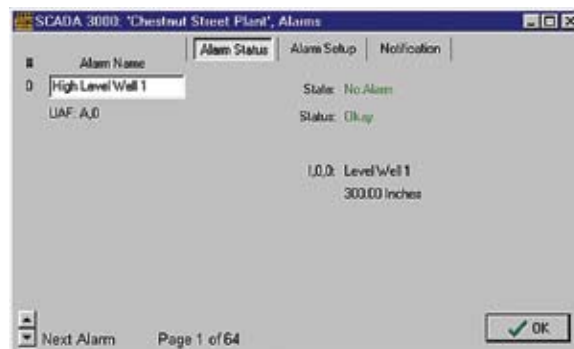 SCADA 3000: 'Chestnut Street Plant', Alarms
Alarm Status Alarm Setup Notification
# Alarm Name
0 High Level Well 1
UAF: A,0
State: No Alarm
Status: Okay
I,0,0: Level Well 1
300.00 Inches
Next Alarm Page 1 of 64
OK